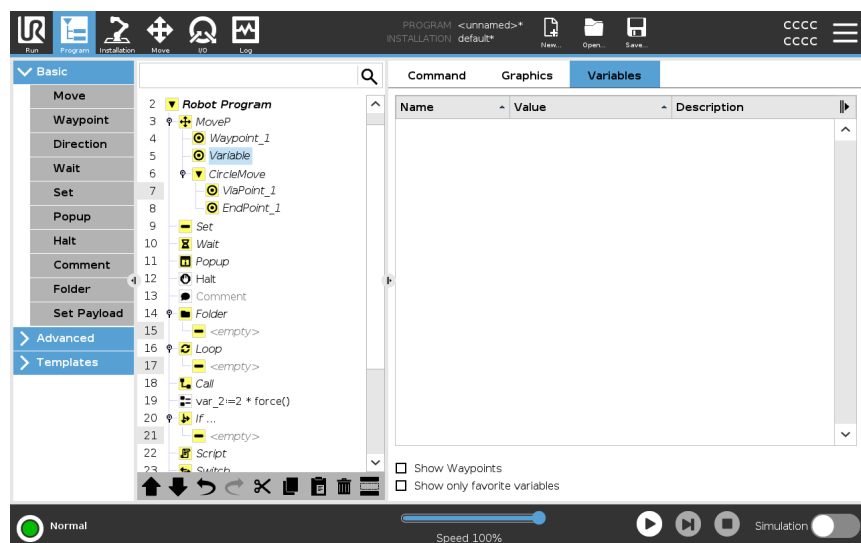 PROGRAM <unnamed>*
INSTALLATION default*
Run Program Installation Move I/O Log New... Open... Save...
CCCC
CCCC
Basic
Move
Waypoint
Direction
Wait
Set
Popup
Halt
Comment
Folder
Set Payload
Advanced
Templates
2 Robot Program
3 MoveP
4 Waypoint_1
5 Variable
6 CircleMove
7 ViaPoint_1
8 EndPoint_1
9 Set
10 Wait
11 Popup
12 Halt
13 Comment
14 Folder
15 <empty>
16 Loop
17 <empty>
18 Call
19 var_2:=2 * force()
20 If ...
21 <empty>
22 Script
23 Switch
Command Graphics Variables
Name Value Description
Show Waypoints
Show only favorite variables
Normal
Speed 100%
Simulation